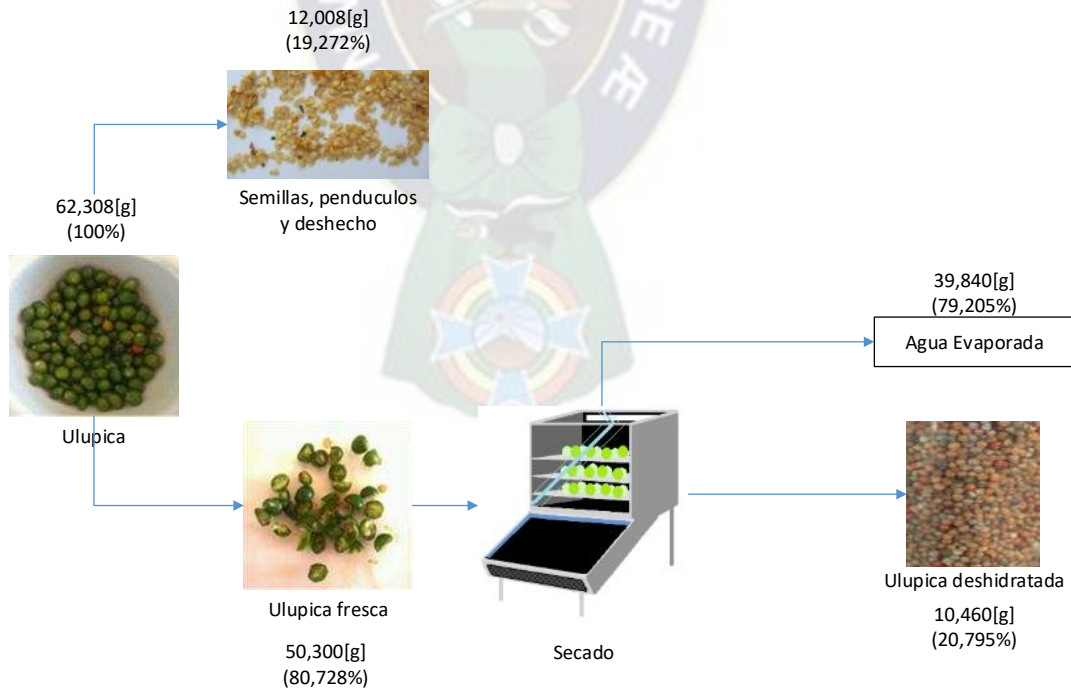 12,008[g]
(19,272%)
Semillas, penduculos
y deshecho
62,308[g]
(100%)
Ulupica
39,840[g]
(79,205%)
Agua Evaporada
Ulupica fresca
50,300[g]
(80,728%)
Secado
Ulupica deshidratada
10,460[g]
(20,795%)